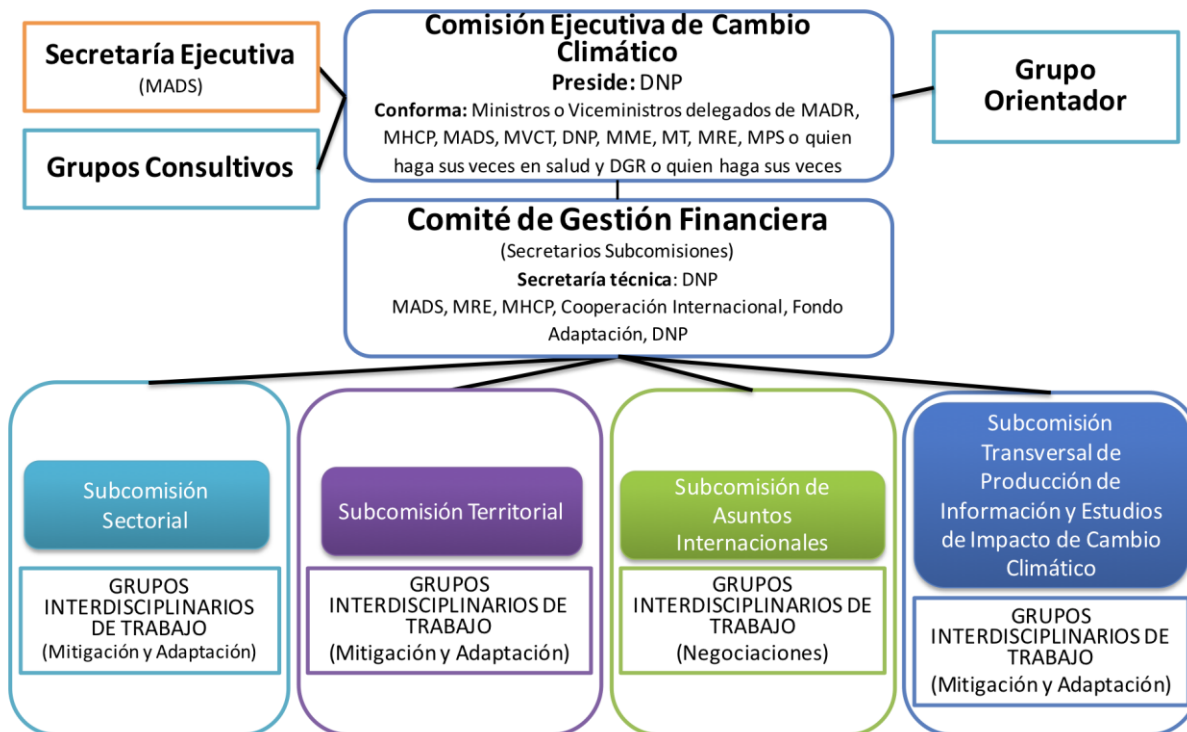 Secretaría Ejecutiva
(MADS)
Grupos Consultivos
Comisión Ejecutiva de Cambio
Climático
Preside: DNP
Conforma: Ministros o Viceministros delegados de MADR,
MHCP, MADS, MVCT, DNP, MME, MT, MRE, MPS o quien
haga sus veces en salud y DGR o quien haga sus veces
Grupo
Orientador
Comité de Gestión Financiera
(Secretarios Subcomisiones)
Secretaría técnica: DNP
MADS, MRE, MHCP, Cooperación Internacional, Fondo
Adaptación, DNP
Subcomisión
Sectorial
GRUPOS
INTERDISCIPLINARIOS
DE TRABAJO
(Mitigación y Adaptación)
Subcomisión Territorial
GRUPOS
INTERDISCIPLINARIOS DE
TRABAJO
(Mitigación y Adaptación)
Subcomisión de
Asuntos
Internacionales
GRUPOS
INTERDISCIPLINARIOS DE
TRABAJO
(Negociaciones)
Subcomisión
Transversal de
Producción de
Información y Estudios
de Impacto de Cambio
Climático
GRUPOS
INTERDISCIPLINARIOS DE
TRABAJO
(Mitigación y Adaptación)